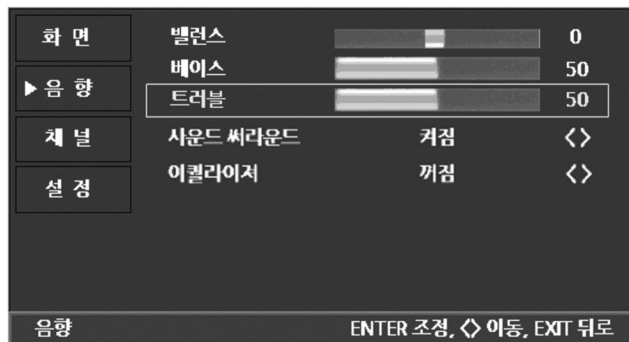 화 면
▶음 향
채 널
설 정
밸런스 0
베이스 50
트러블 50
사운드 써라운드 켜짐 <>
이퀄라이저 꺼짐 <>
음향 ENTER 조정, <> 이동, EXIT 뒤로